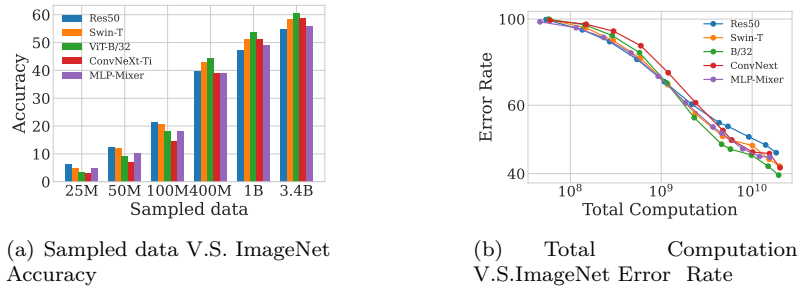 Res50
Swin-T
ViT-B/32
ConvNeXt-Ti
MLP-Mixer
Accuracy
60
50
40
30
20
10
0
25M 50M 100M 400M 1B 3.4B
Sampled data
(a) Sampled data V.S. ImageNet
Accuracy
Res50
Swin-T
B/32
ConvNext
MLP-Mixer
Error Rate
100
60
40
10^8 10^9 10^10
Total Computation
(b) Total Computation
V.S.ImageNet Error Rate